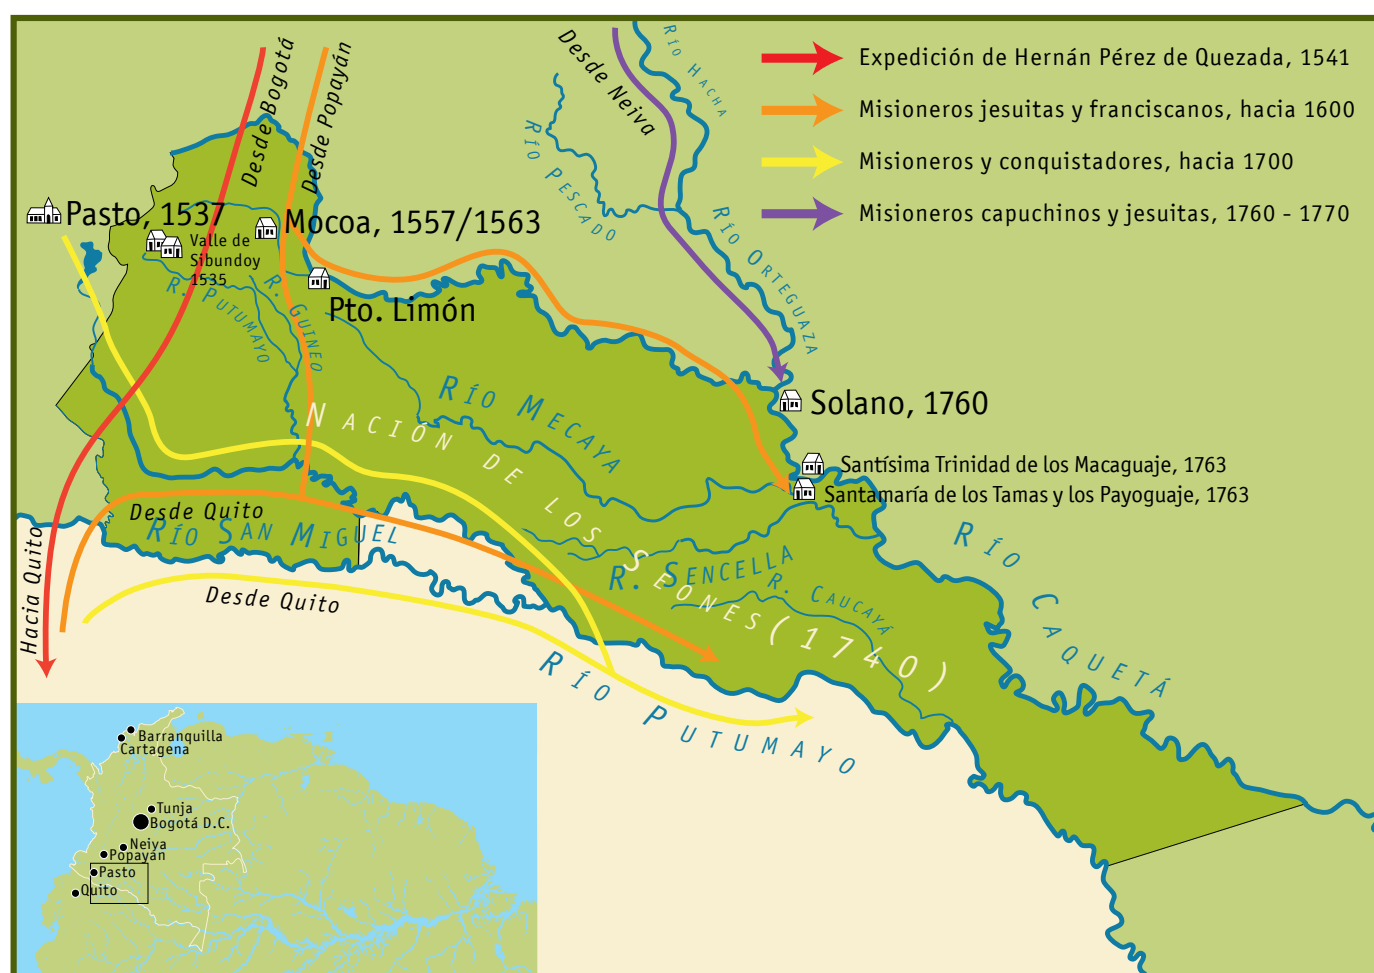 Expedición de Hernán Pérez de Quezada, 1541
Misioneros jesuitas y franciscanos, hacia 1600
Misioneros y conquistadores, hacia 1700
Misioneros capuchinos y jesuitas, 1760 - 1770
Desde Bogotá
Desde Popayán
Desde Neiva
RÍO HACHA
RÍO PESCADO
RÍO ORTEGUAZA
Pasto, 1537
Mocoa, 1557/1563
Valle de
Sibundoy
1535
R. PUTUMAYO
R. GUINEO
Pto. Limón
RÍO MECAYA
Solano, 1760
NACIÓN DE LOS SEONES (1740)
Santísima Trinidad de los Macaguaje, 1763
Santamaría de los Tamas y los Payoguaje, 1763
Desde Quito
RÍO SAN MIGUEL
Hacia Quito
Desde Quito
R. SENCELLA
R. CAUCAYÁ
RÍO CAQUETÁ
RÍO PUTUMAYO
Barranquilla
Cartagena
Tunja
Bogotá D.C.
Neiva
Popayán
Pasto
Quito